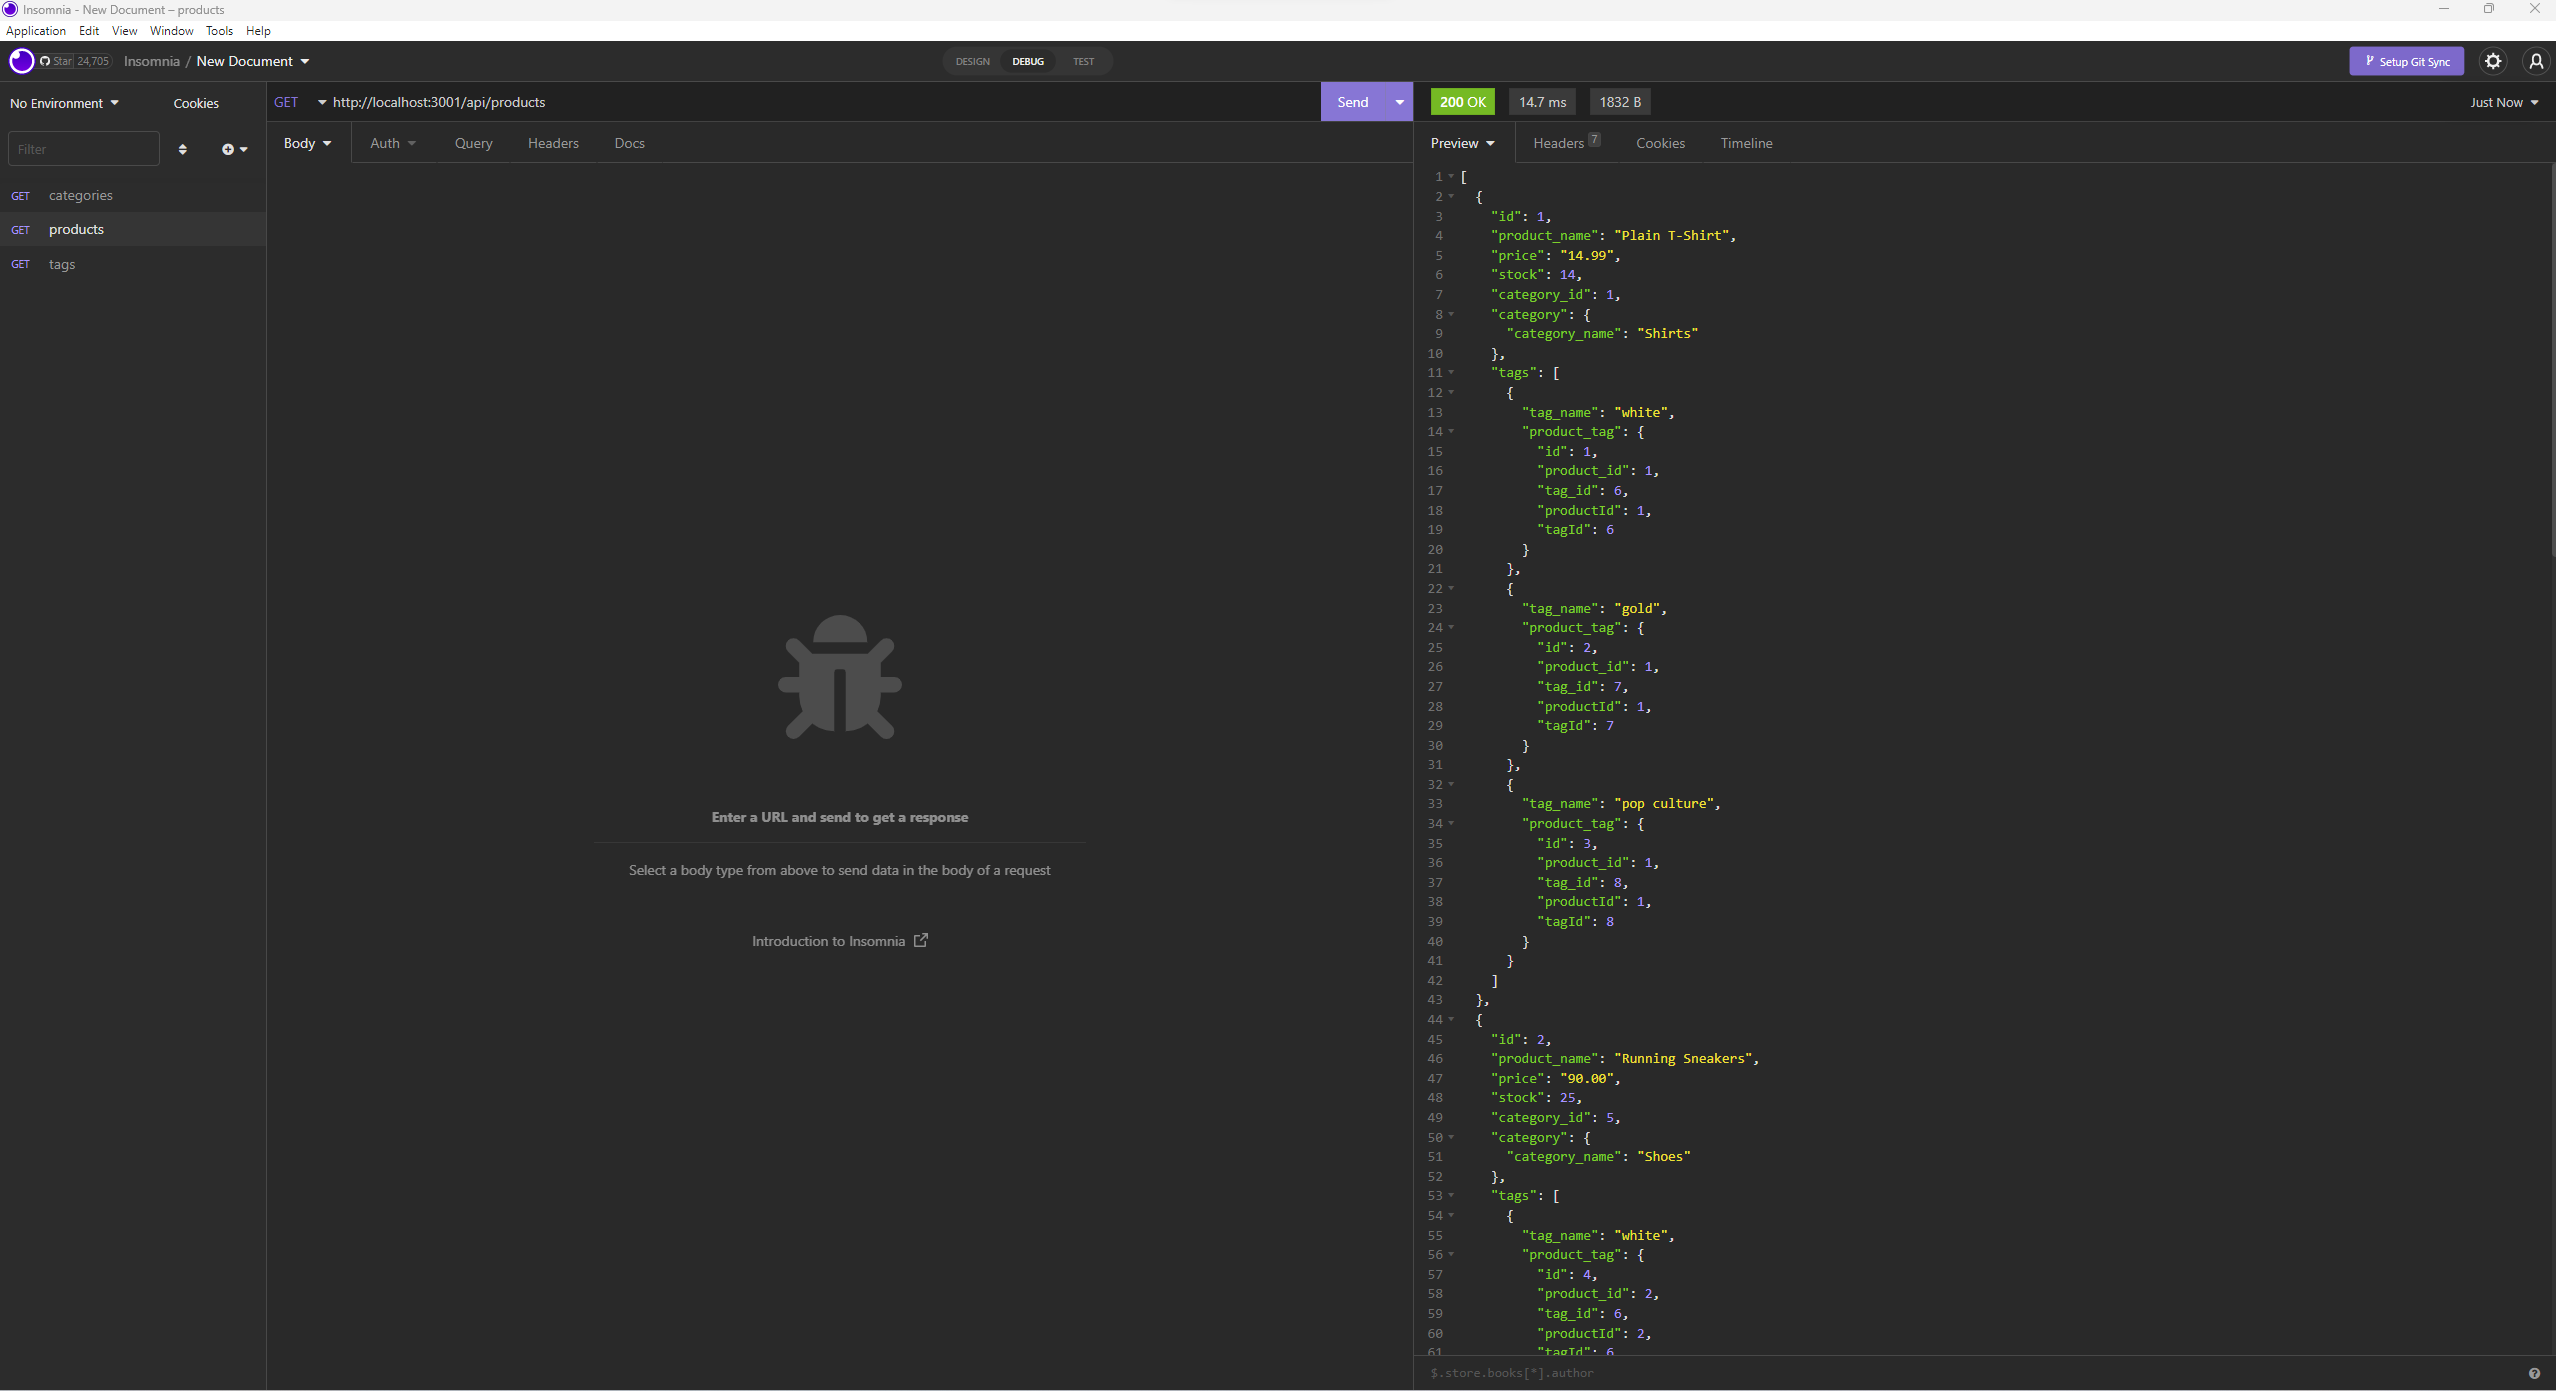 Insomnia - New Document – products
Application Edit View Window Tools Help
Star 24,705 Insomnia / New Document
DESIGN DEBUG TEST
Setup Git Sync
No Environment Cookies
Filter
GET categories
GET products
GET tags
GET http://localhost:3001/api/products Send
Body Auth Query Headers Docs
Enter a URL and send to get a response
Select a body type from above to send data in the body of a request
Introduction to Insomnia
200 OK 14.7 ms 1832 B Just Now
Preview Headers 7 Cookies Timeline
1 [
2 {
3 "id": 1,
4 "product_name": "Plain T-Shirt",
5 "price": "14.99",
6 "stock": 14,
7 "category_id": 1,
8 "category": {
9 "category_name": "Shirts"
10 },
11 "tags": [
12 {
13 "tag_name": "white",
14 "product_tag": {
15 "id": 1,
16 "product_id": 1,
17 "tag_id": 6,
18 "productId": 1,
19 "tagId": 6
20 }
21 },
22 {
23 "tag_name": "gold",
24 "product_tag": {
25 "id": 2,
26 "product_id": 1,
27 "tag_id": 7,
28 "productId": 1,
29 "tagId": 7
30 }
31 },
32 {
33 "tag_name": "pop culture",
34 "product_tag": {
35 "id": 3,
36 "product_id": 1,
37 "tag_id": 8,
38 "productId": 1,
39 "tagId": 8
40 }
41 }
42 ]
43 },
44 {
45 "id": 2,
46 "product_name": "Running Sneakers",
47 "price": "90.00",
48 "stock": 25,
49 "category_id": 5,
50 "category": {
51 "category_name": "Shoes"
52 },
53 "tags": [
54 {
55 "tag_name": "white",
56 "product_tag": {
57 "id": 4,
58 "product_id": 2,
59 "tag_id": 6,
60 "productId": 2,
61 "tagId": 6
$.store.books[*].author